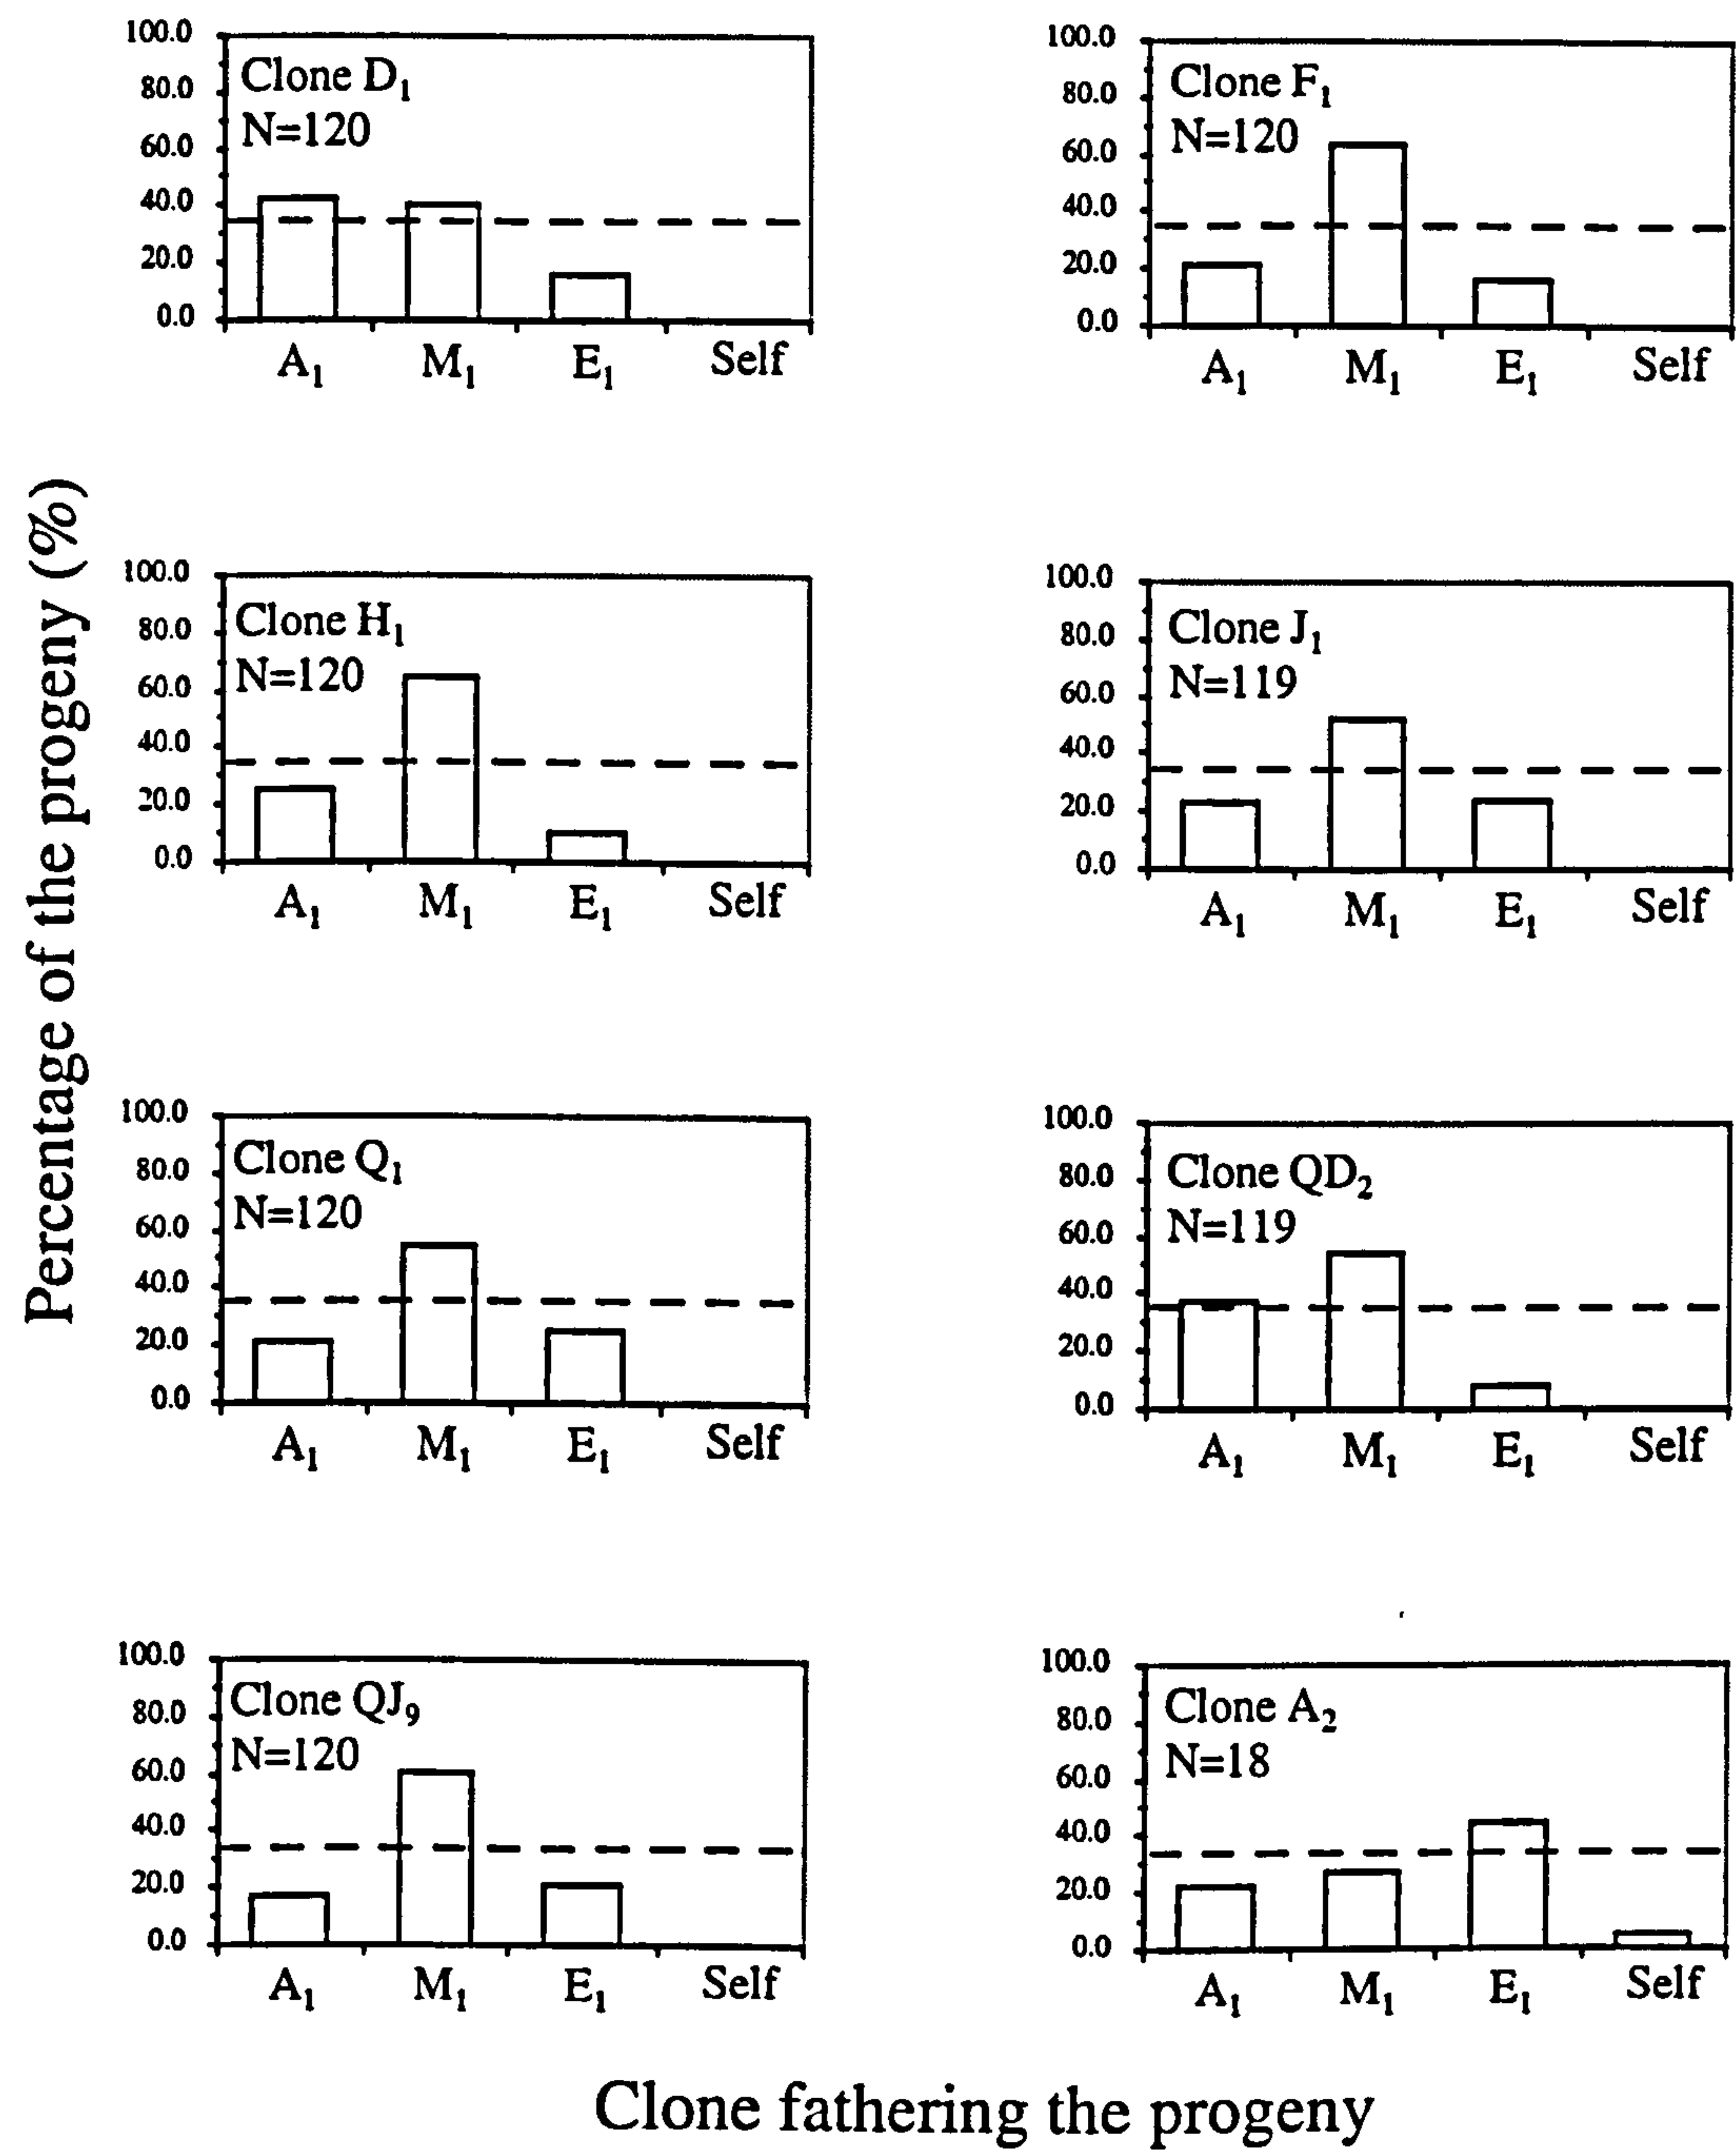 Percentage of the progeny (%)
100.0
80.0
60.0
40.0
20.0
0.0
Clone D₁
N=120
A₁ M₁ E₁ Self
100.0
80.0
60.0
40.0
20.0
0.0
Clone F₁
N=120
A₁ M₁ E₁ Self
100.0
80.0
60.0
40.0
20.0
0.0
Clone H₁
N=120
A₁ M₁ E₁ Self
100.0
80.0
60.0
40.0
20.0
0.0
Clone J₁
N=119
A₁ M₁ E₁ Self
100.0
80.0
60.0
40.0
20.0
0.0
Clone Q₁
N=120
A₁ M₁ E₁ Self
100.0
80.0
60.0
40.0
20.0
0.0
Clone QD₂
N=119
A₁ M₁ E₁ Self
100.0
80.0
60.0
40.0
20.0
0.0
Clone QJ₉
N=120
A₁ M₁ E₁ Self
100.0
80.0
60.0
40.0
20.0
0.0
Clone A₂
N=18
A₁ M₁ E₁ Self
Clone fathering the progeny